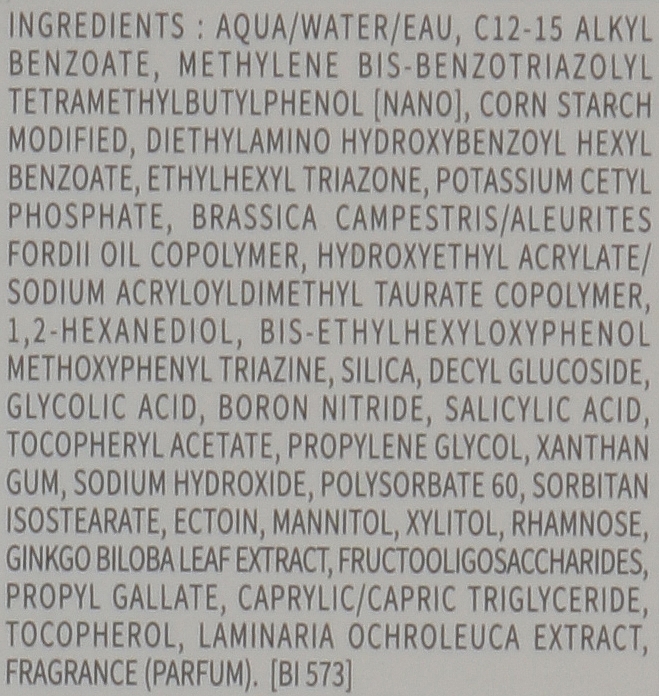 INGREDIENTS : AQUA/WATER/EAU, C12-15 ALKYL
BENZOATE, METHYLENE BIS-BENZOTRIAZOLYL
TETRAMETHYLBUTYLPHENOL [NANO], CORN STARCH
MODIFIED, DIETHYLAMINO HYDROXYBENZOYL HEXYL
BENZOATE, ETHYLHEXYL TRIAZONE, POTASSIUM CETYL
PHOSPHATE, BRASSICA CAMPESTRIS/ALEURITES
FORDII OIL COPOLYMER, HYDROXYETHYL ACRYLATE/
SODIUM ACRYLOYLDIMETHYL TAURATE COPOLYMER,
1,2-HEXANEDIOL, BIS-ETHYLHEXYLOXYPHENOL
METHOXYPHENYL TRIAZINE, SILICA, DECYL GLUCOSIDE,
GLYCOLIC ACID, BORON NITRIDE, SALICYLIC ACID,
TOCOPHERYL ACETATE, PROPYLENE GLYCOL, XANTHAN
GUM, SODIUM HYDROXIDE, POLYSORBATE 60, SORBITAN
ISOSTEARATE, ECTOIN, MANNITOL, XYLITOL, RHAMNOSE,
GINKGO BILOBA LEAF EXTRACT, FRUCTOOLIGOSACCHARIDES,
PROPYL GALLATE, CAPRYLIC/CAPRIC TRIGLYCERIDE,
TOCOPHEROL, LAMINARIA OCHROLEUCA EXTRACT,
FRAGRANCE (PARFUM). [BI 573]